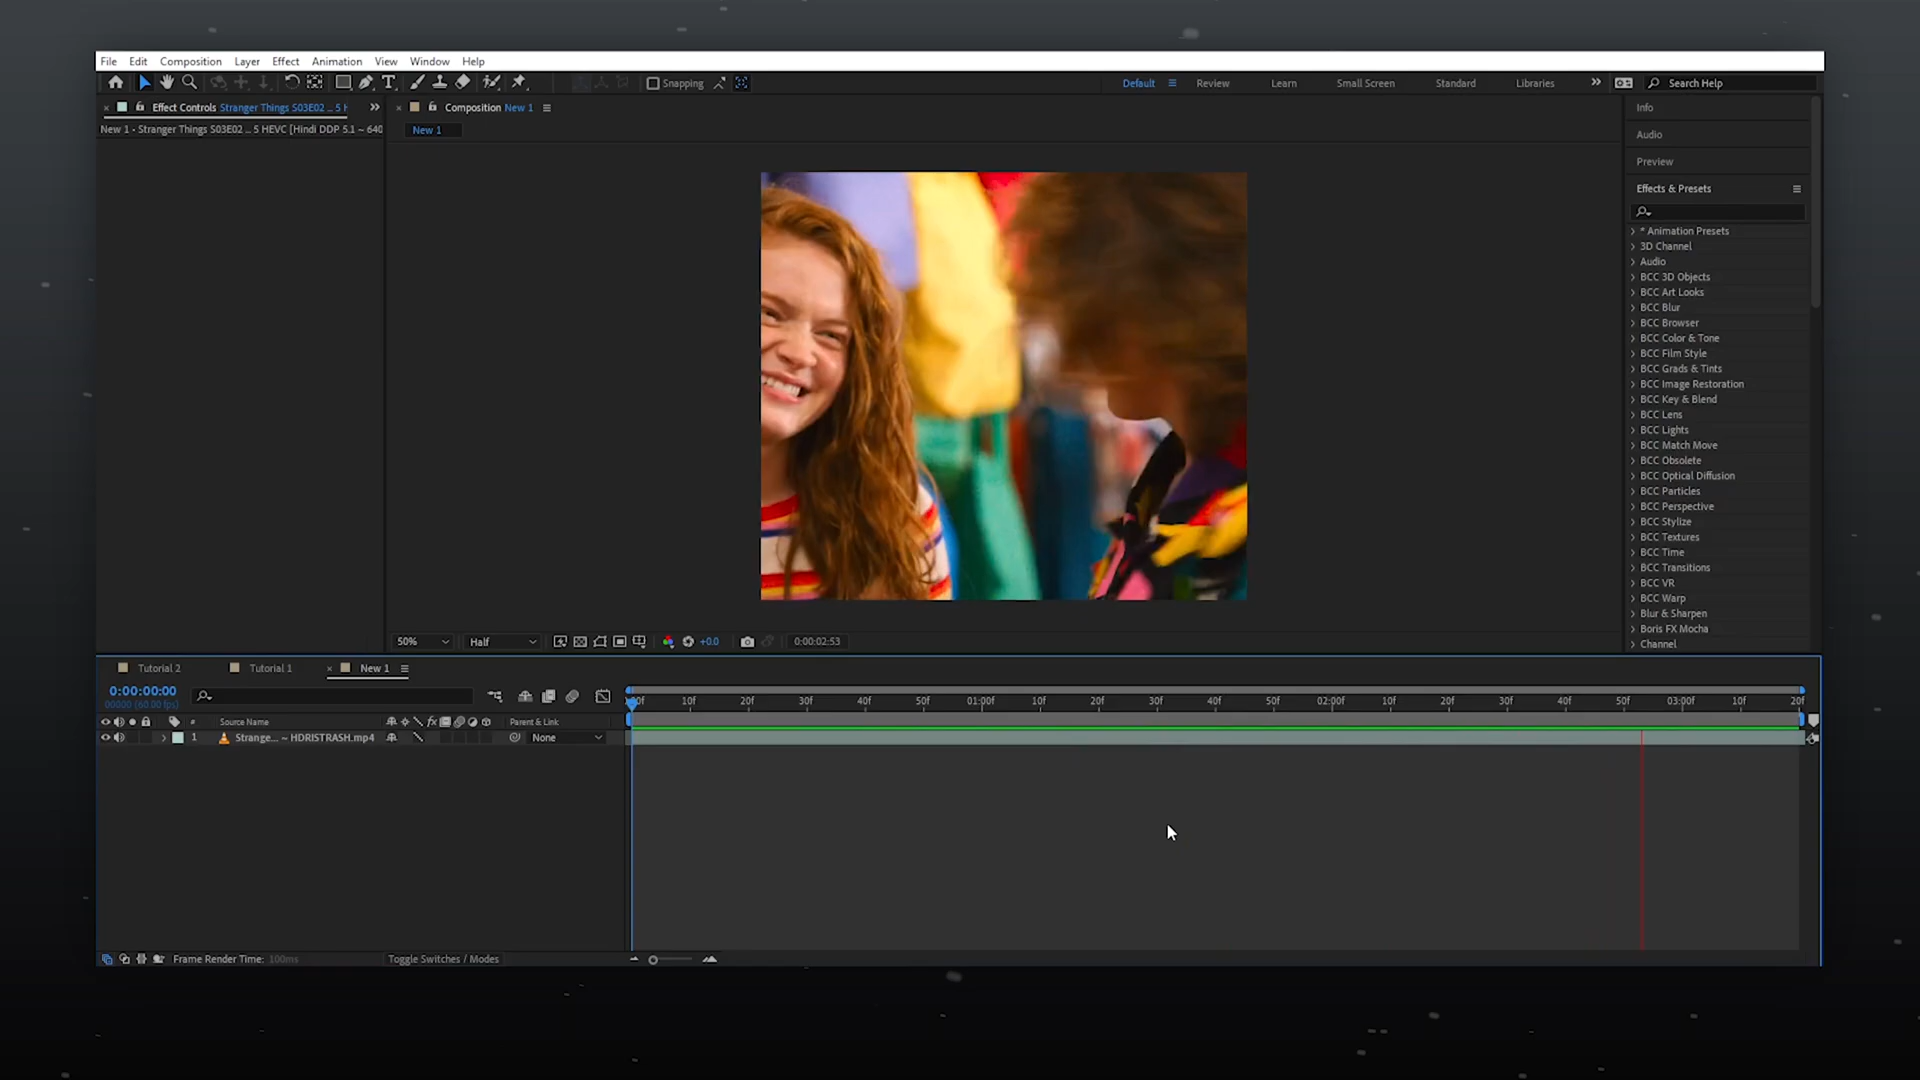 File Edit Composition Layer Effect Animation View Window Help
Snapping
Default Review Learn Small Screen Standard Libraries Search Help
Effect Controls Stranger Things S03E02 ... 5 H
Composition New 1
New 1 - Stranger Things S03E02 ... 5 HEVC [Hindi DDP 5.1 ~ 640
New 1
Info
Audio
Preview
Effects & Presets
* Animation Presets
3D Channel
Audio
BCC 3D Objects
BCC Art Looks
BCC Blur
BCC Browser
BCC Color & Tone
BCC Film Style
BCC Grads & Tints
BCC Image Restoration
BCC Key & Blend
BCC Lens
BCC Lights
BCC Match Move
BCC Obsolete
BCC Optical Diffusion
BCC Particles
BCC Perspective
BCC Stylize
BCC Textures
BCC Time
BCC Transitions
BCC VR
BCC Warp
Blur & Sharpen
Boris FX Mocha
Channel
50% Half +0.0 0:00:02:53
Tutorial 2 Tutorial 1 New 1
0:00:00:00
00000 (60.00 fps)
:00f 10f 20f 30f 40f 50f 01:00f 10f 20f 30f 40f 50f 02:00f 10f 20f 30f 40f 50f 03:00f 10f 20f
# Source Name fx Parent & Link
1 Strange... ~ HDRISTRASH.mp4 None
Frame Render Time: 100ms Toggle Switches / Modes